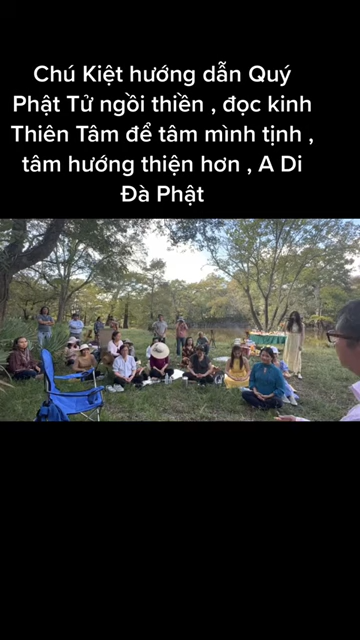 Chú Kiệt hướng dẫn Quý
Phật Tử ngồi thiền , đọc kinh
Thiên Tâm để tâm mình tịnh ,
tâm hướng thiện hơn , A Di
Đà Phật